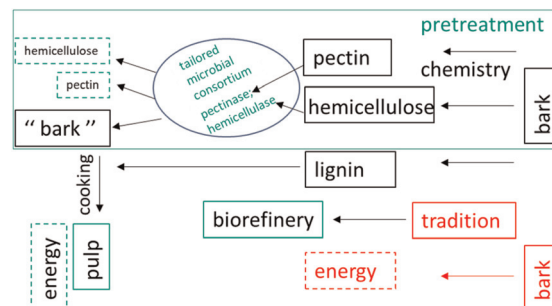 pretreatment
hemicellulose
tailored
microbial
consortium
pectinase;
hemicellulase
pectin
chemistry
pectin
hemicellulose
“ bark ”
bark
lignin
cooking
biorefinery
tradition
energy
pulp
energy
bark